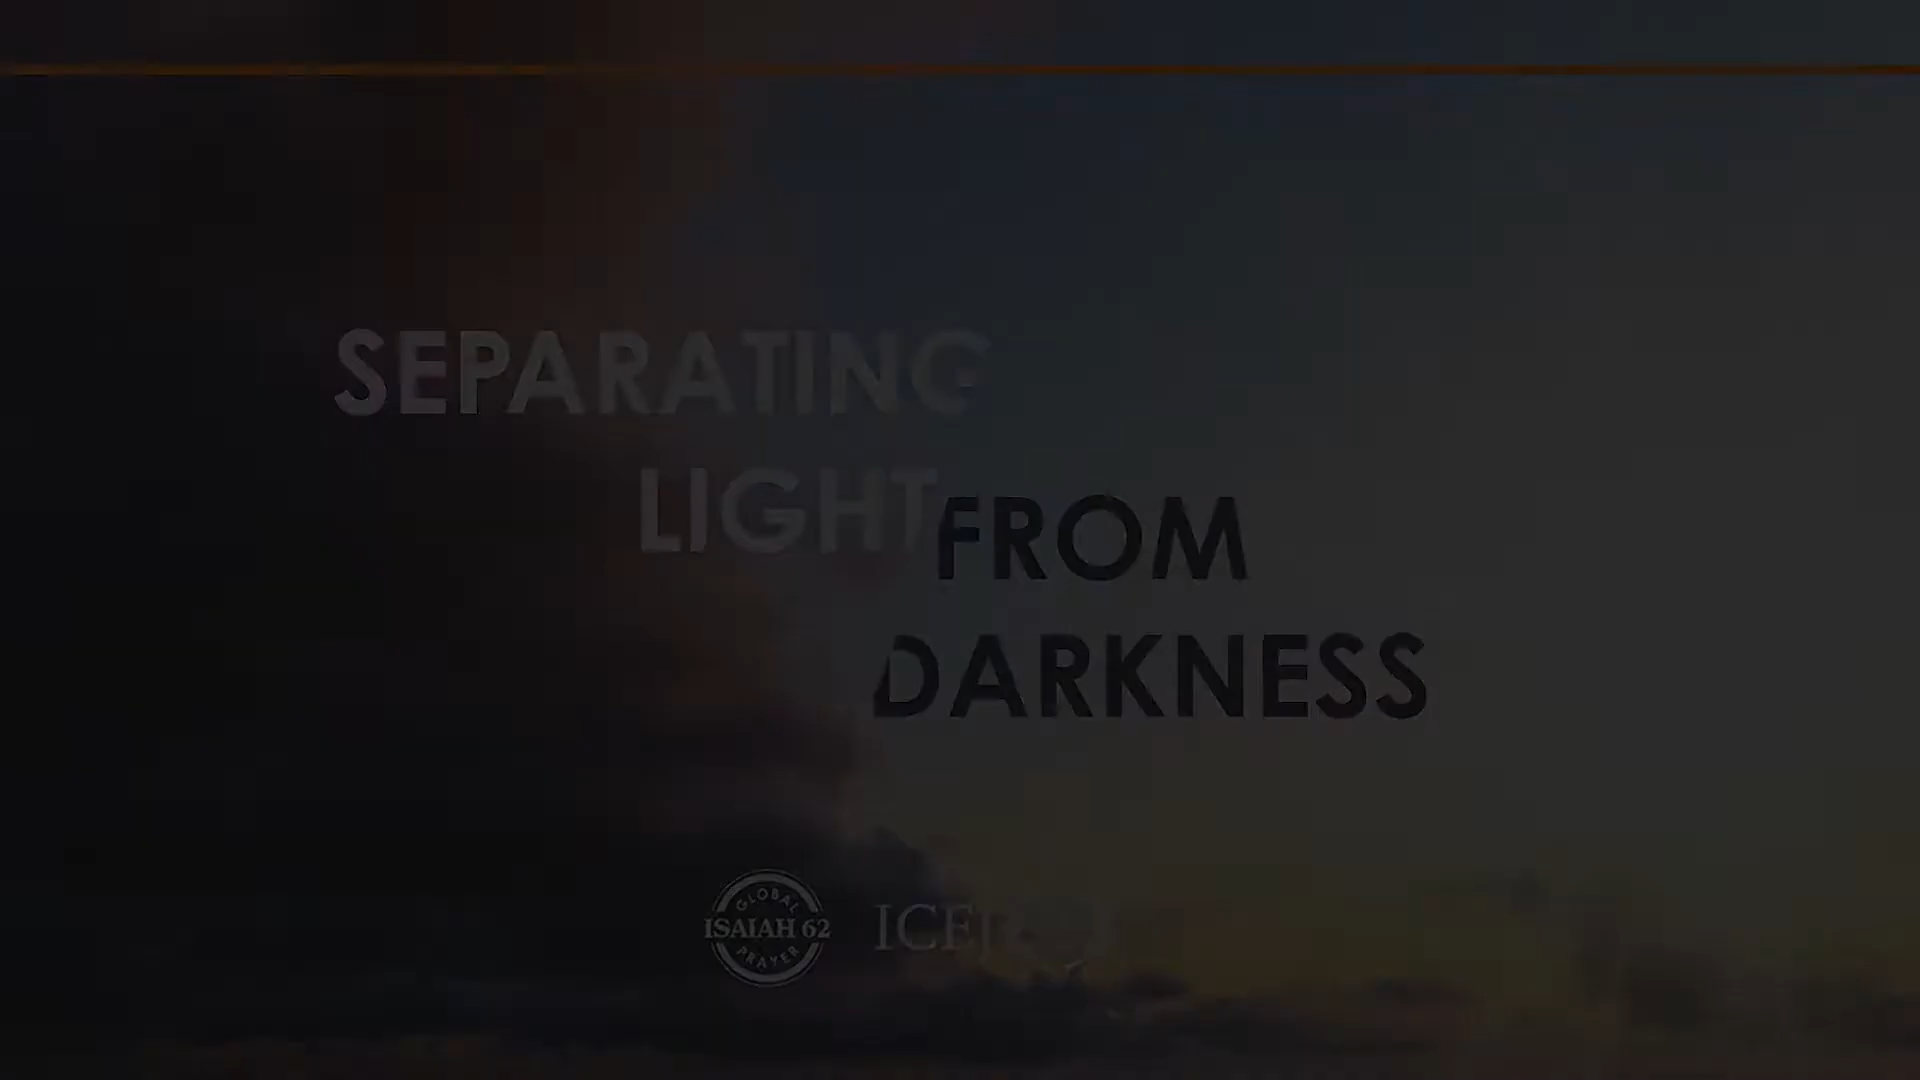 SEPARATING
LIGHT
FROM
DARKNESS
GLOBAL
ISAIAH 62
PRAYER